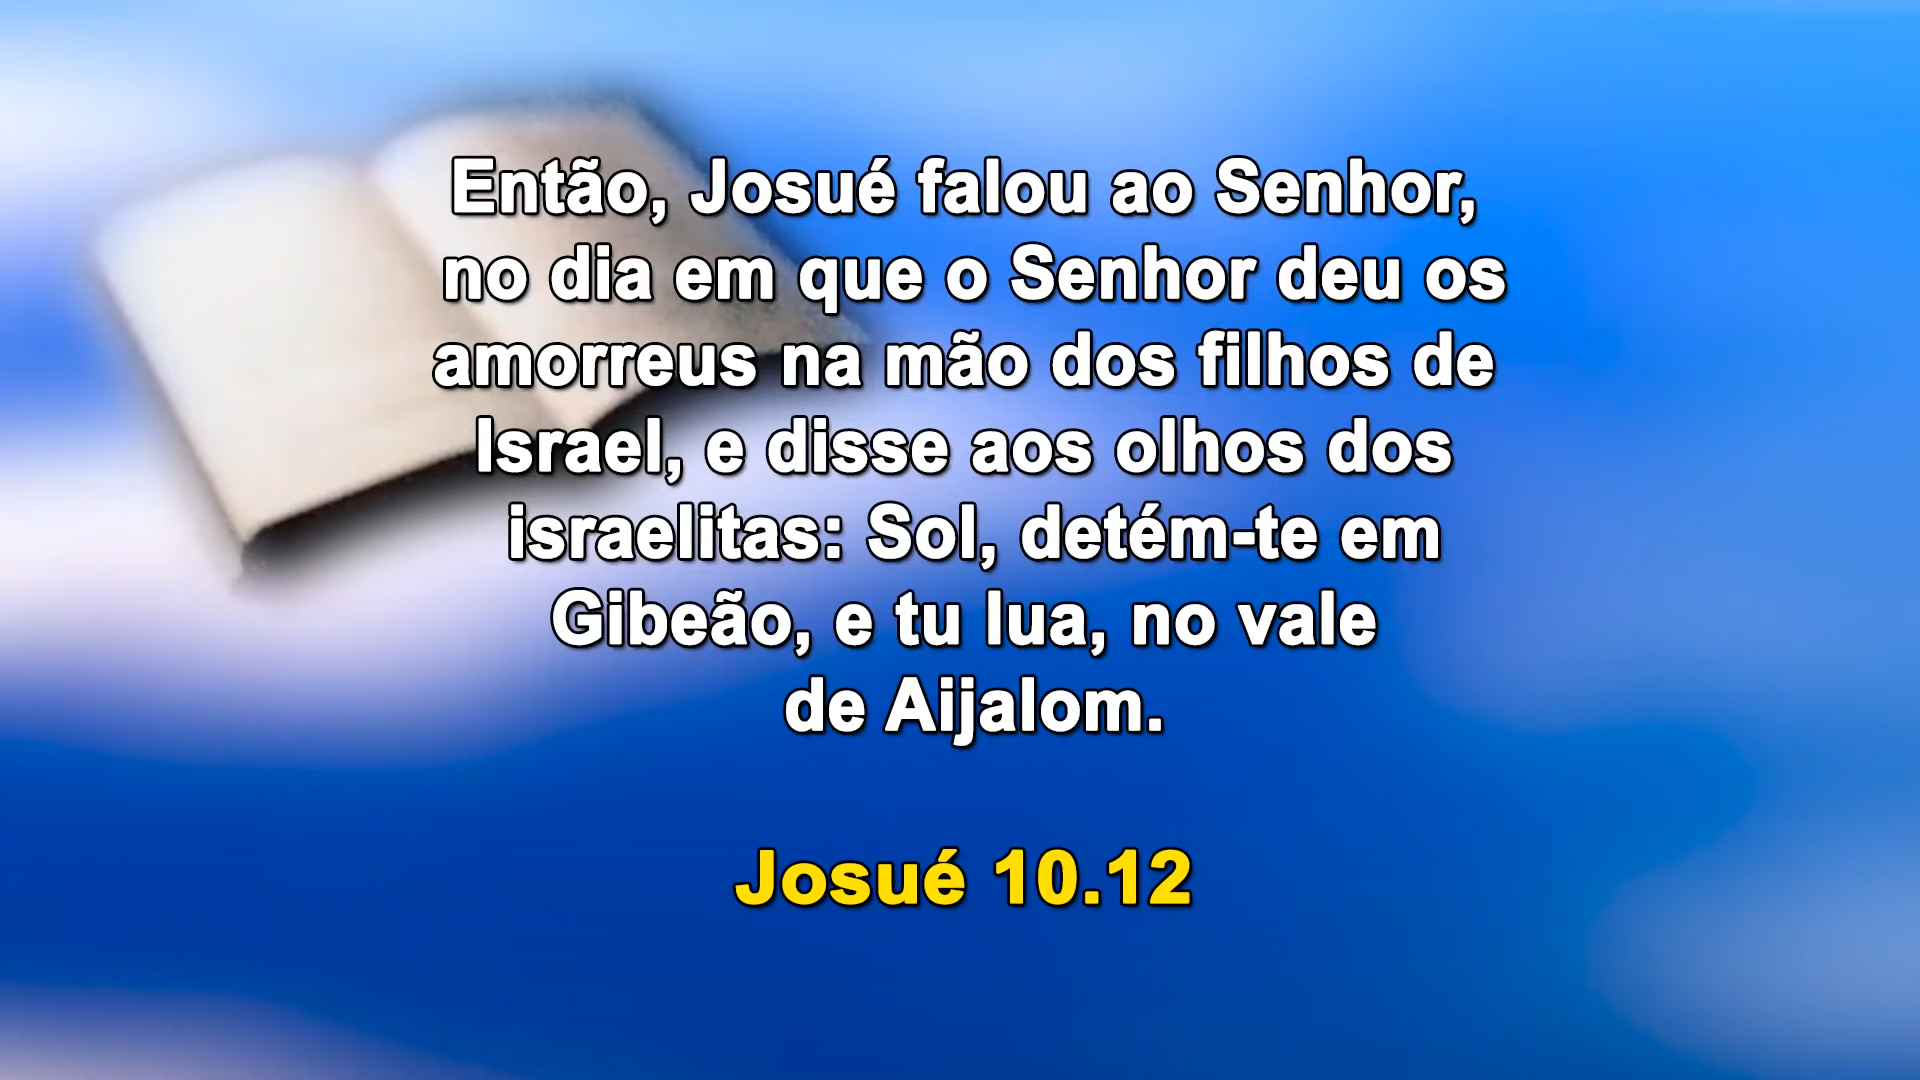 Então, Josué falou ao Senhor,
no dia em que o Senhor deu os
amorreus na mão dos filhos de
Israel, e disse aos olhos dos
israelitas: Sol, detém-te em
Gibeão, e tu lua, no vale
de Aijalom.
Josué 10.12